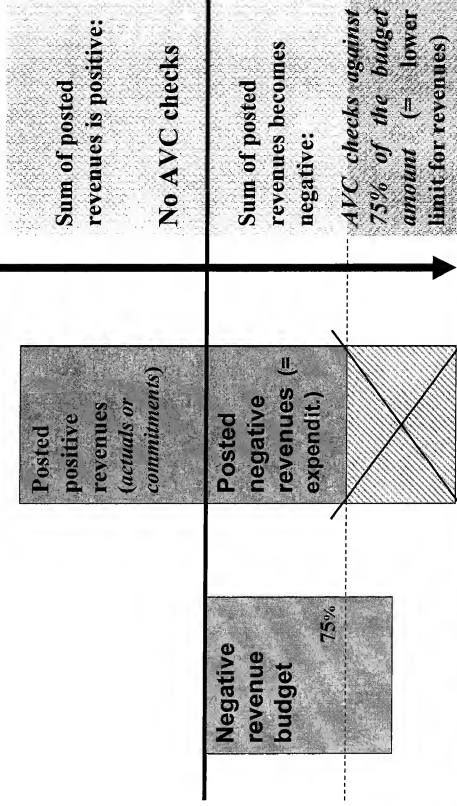 Negative
revenue
budget
75%
Posted
positive
revenues
(actuals or
commitments)
Posted
negative
revenues (=
expendit.)
Sum of posted
revenues is positive:
No AVC checks
Sum of posted
revenues becomes
negative:
AVC checks against
75% of the budget
amount (= lower
limit for revenues)